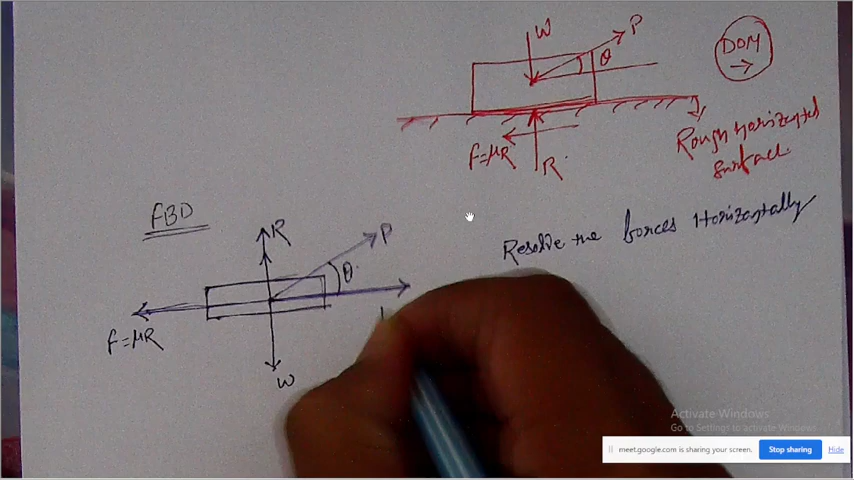 W
P
θ
DOM
→
Rough Horizontal
Surface.
F=μR
R.
FBD
R
P
θ.
F=μR
W
Resolve the forces Horizontally
Activate Windows
Go to Settings to activate Windows.
meet.google.com is sharing your screen.
Stop sharing
Hide